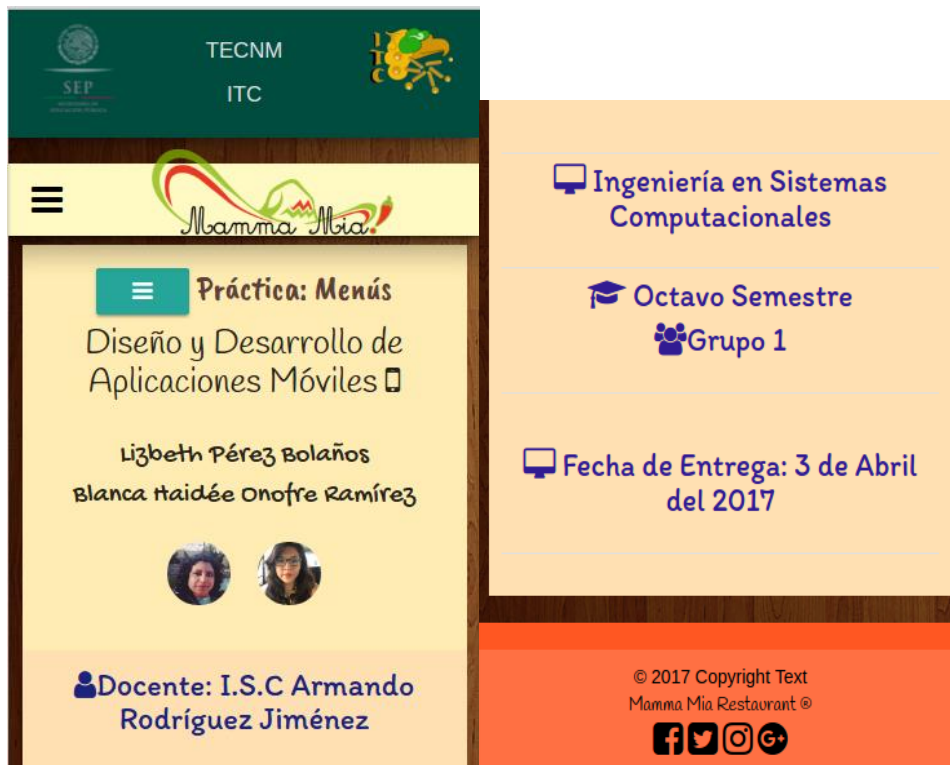 SEP
TECNM
ITC
ITC
Mamma Mia!
Práctica: Menús
Diseño y Desarrollo de
Aplicaciones Móviles
Lizbeth Pérez Bolaños
Blanca Haidée Onofre Ramírez
Docente: I.S.C Armando
Rodríguez Jiménez
Ingeniería en Sistemas
Computacionales
Octavo Semestre
Grupo 1
Fecha de Entrega: 3 de Abril
del 2017
© 2017 Copyright Text
Mamma Mia Restaurant ®